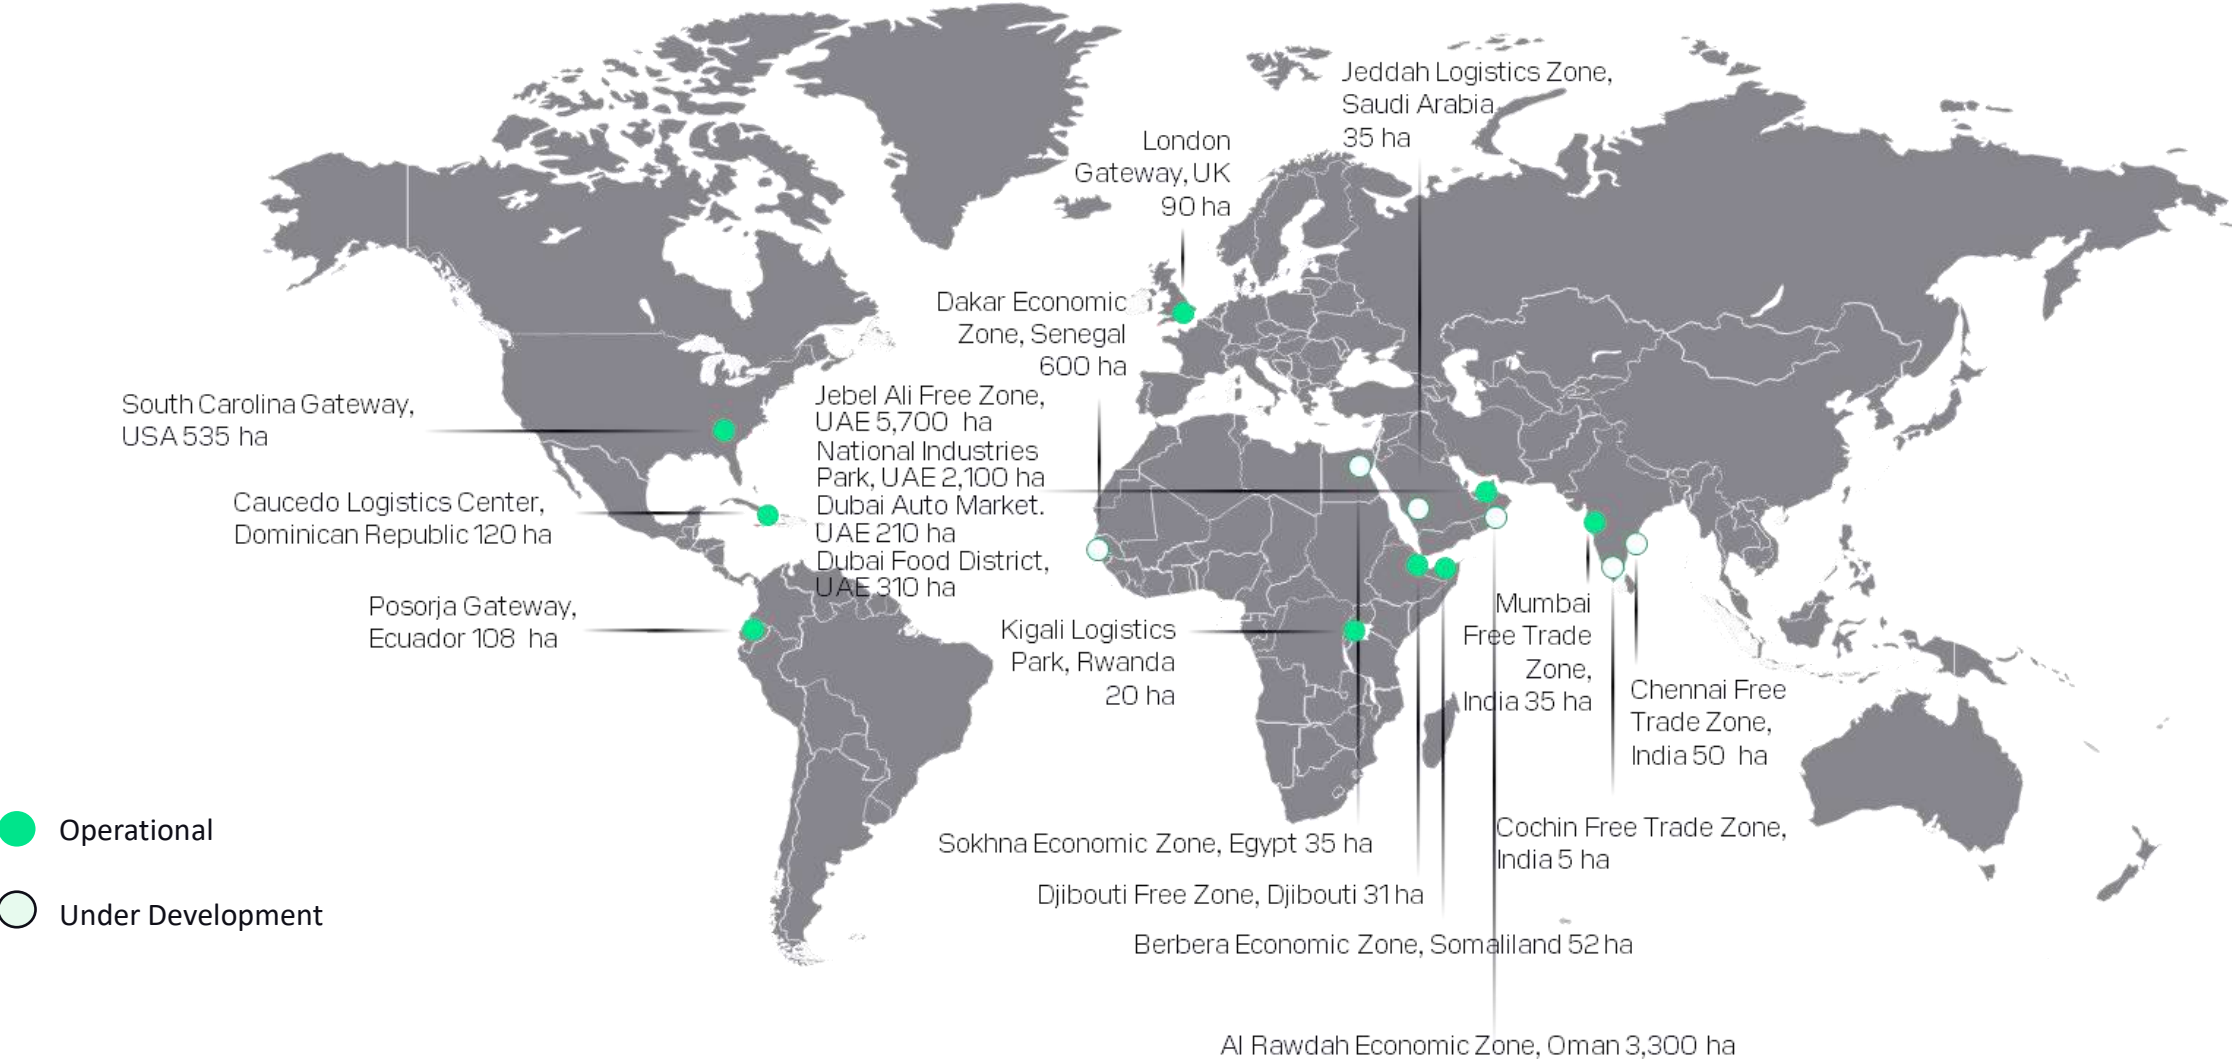 Jeddah Logistics Zone,
Saudi Arabia
35 ha
London
Gateway, UK
90 ha
Dakar Economic
Zone, Senegal
600 ha
South Carolina Gateway,
USA 535 ha
Jebel Ali Free Zone,
UAE 5,700 ha
National Industries
Park, UAE 2,100 ha
Dubai Auto Market.
UAE 210 ha
Dubai Food District,
UAE 310 ha
Caucedo Logistics Center,
Dominican Republic 120 ha
Posorja Gateway,
Ecuador 108 ha
Kigali Logistics
Park, Rwanda
20 ha
Mumbai
Free Trade
Zone,
India 35 ha
Chennai Free
Trade Zone,
India 50 ha
Cochin Free Trade Zone,
India 5 ha
Sokhna Economic Zone, Egypt 35 ha
Djibouti Free Zone, Djibouti 31 ha
Berbera Economic Zone, Somaliland 52 ha
Al Rawdah Economic Zone, Oman 3,300 ha
Operational
Under Development